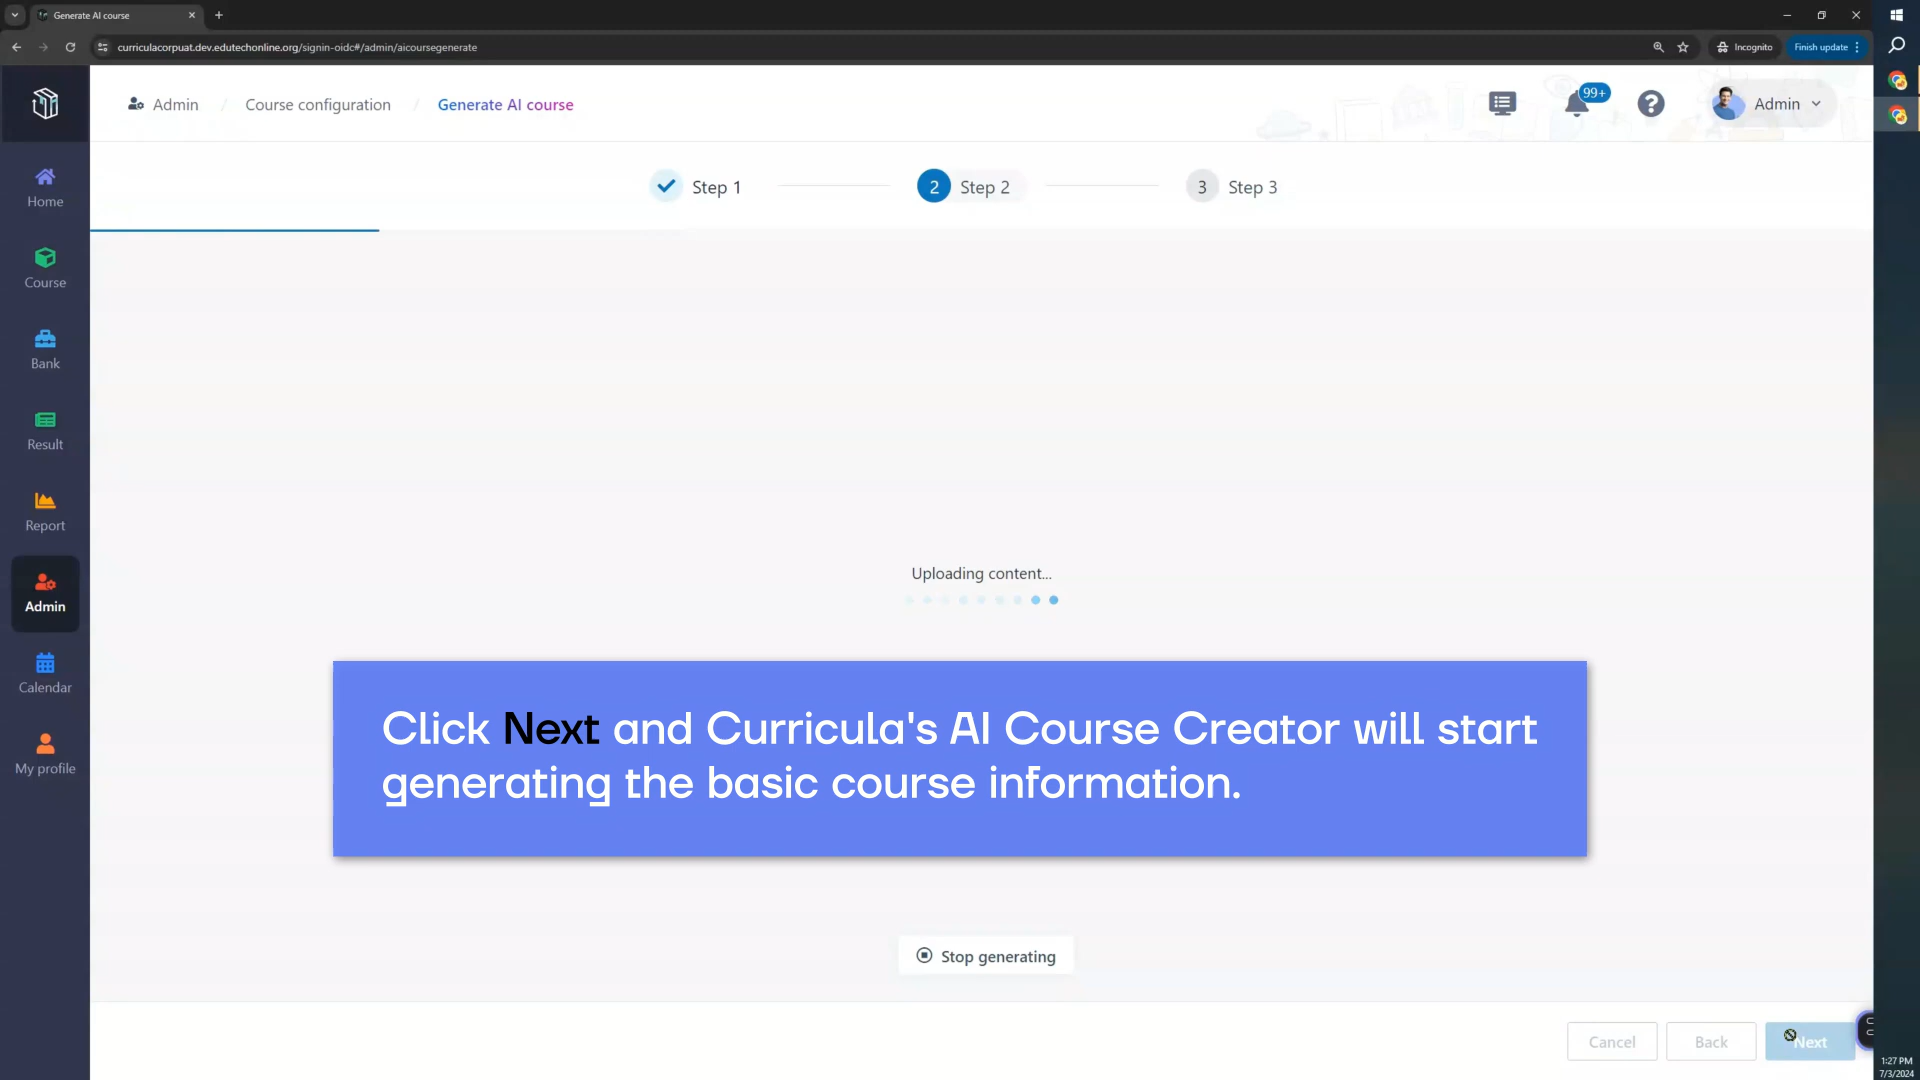 Generate AI course
curriculacorpuat.dev.edutechonline.org/signin-oidc#/admin/aicoursegenerate
Incognito
Finish update
Admin / Course configuration / Generate AI course
99+
Admin
Step 1
2 Step 2
3 Step 3
Home
Course
Bank
Result
Report
Admin
Calendar
My profile
Uploading content...
Click Next and Curricula's AI Course Creator will start
generating the basic course information.
Stop generating
Cancel
Back
Next
1:27 PM
7/3/2024